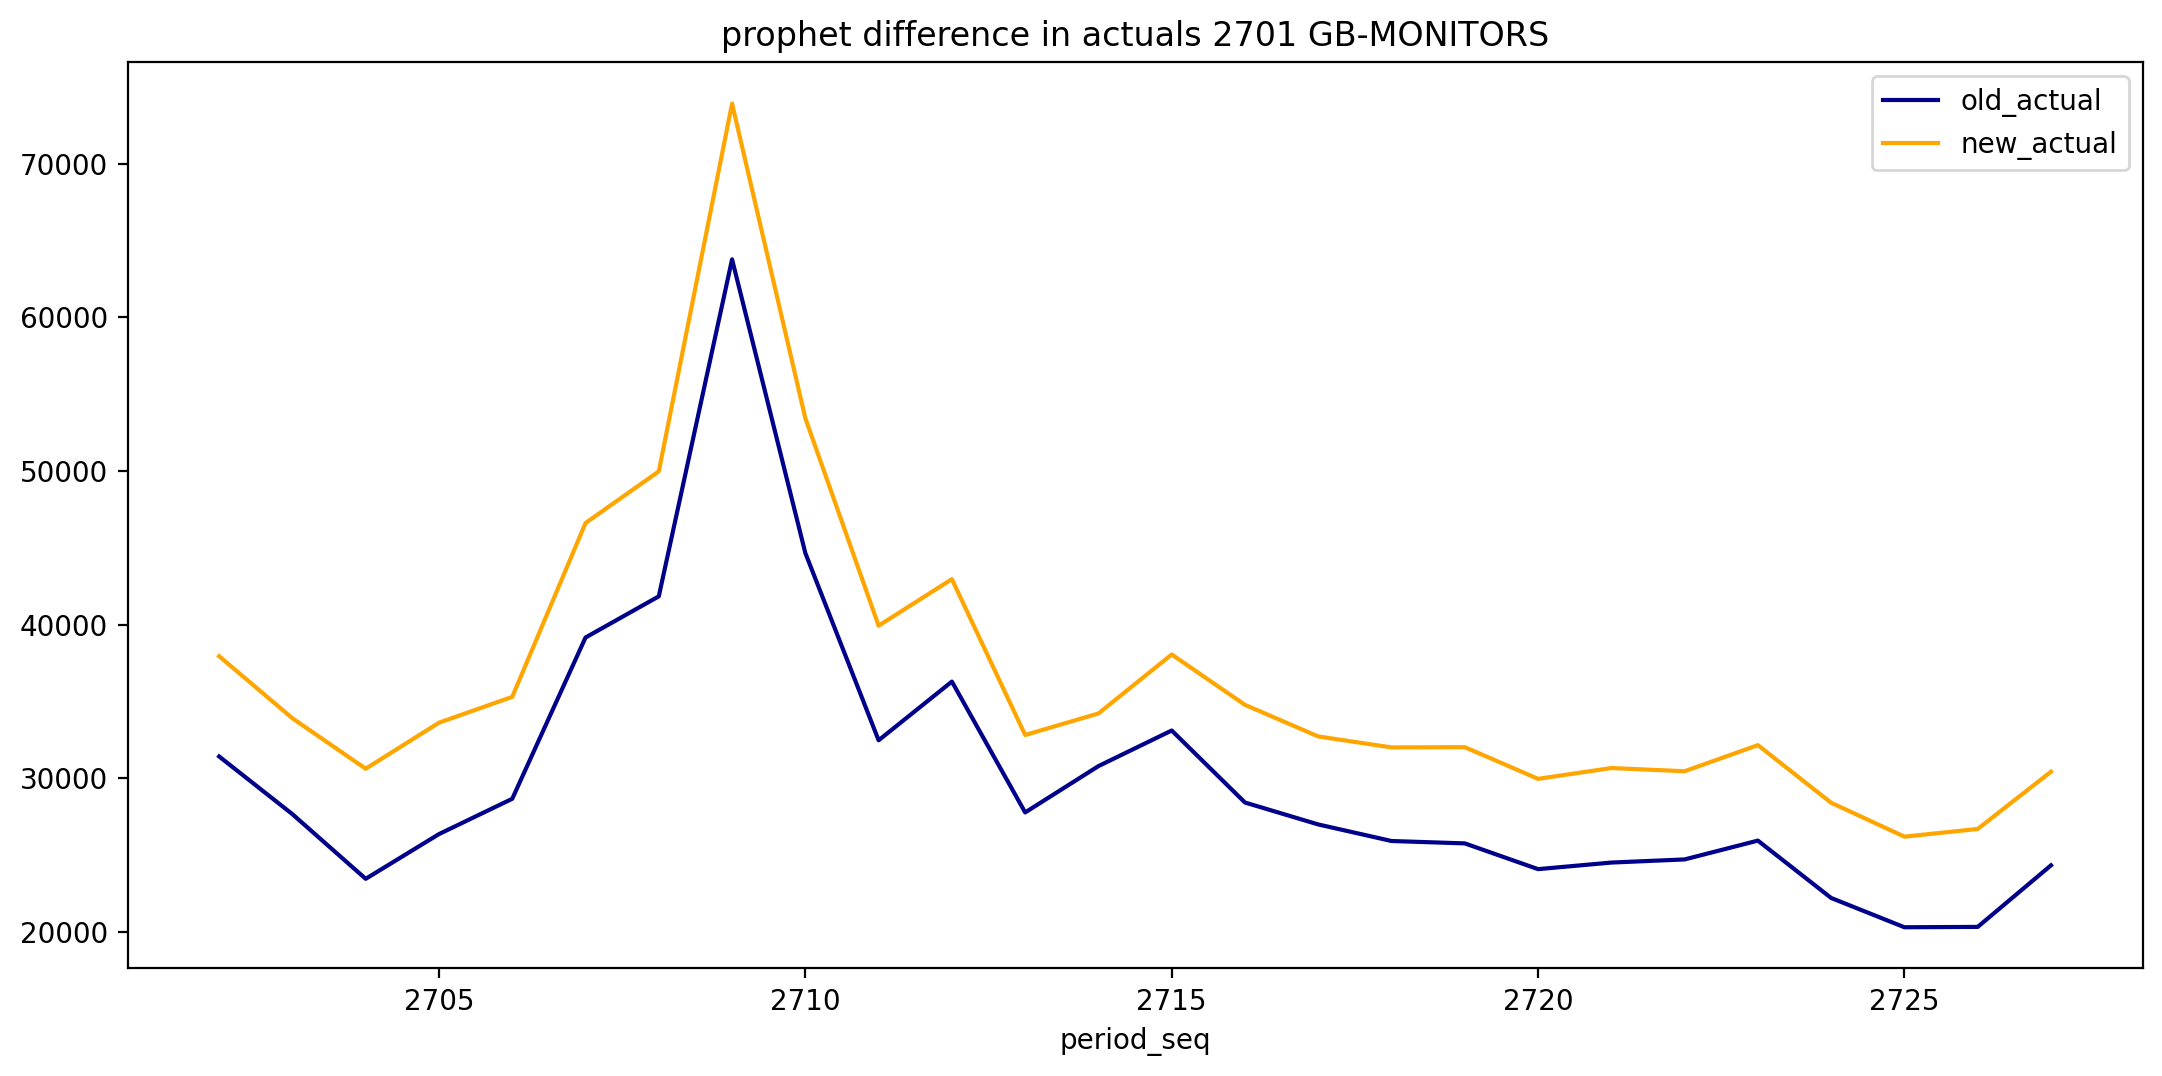 prophet difference in actuals 2701 GB-MONITORS
old_actual
new_actual
70000
60000
50000
40000
30000
20000
2705 2710 2715 2720 2725
period_seq